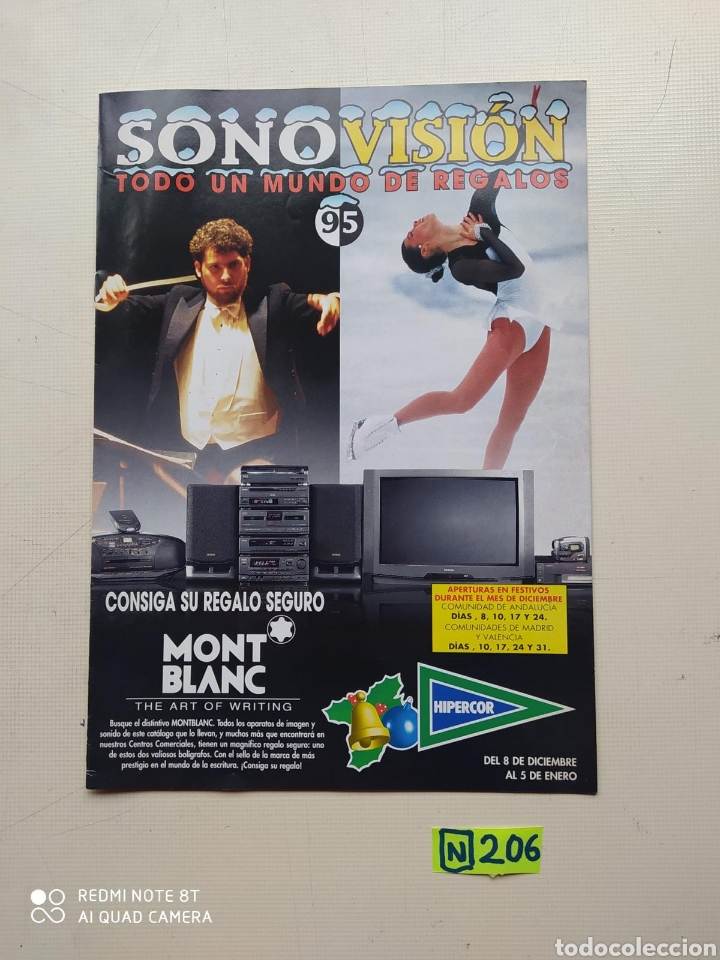 SONOVISIÓN
TODO UN MUNDO DE REGALOS
95
CONSIGA SU REGALO SEGURO
MONT
BLANC
THE ART OF WRITING
Busque el distintivo MONTBLANC. Todos los aparatos de imagen y
sonido de este catálogo que lo llevan, y muchos más que encontrará en
nuestros Centros Comerciales, tienen un magnífico regalo seguro: uno
de estos dos valiosos bolígrafos. Con el sello de la marca de más
prestigio en el mundo de la escritura. ¡Consiga su regalo!
APERTURAS EN FESTIVOS
DURANTE EL MES DE DICIEMBRE
COMUNIDAD DE ANDALUCÍA
DÍAS, 8, 10, 17 Y 24.
COMUNIDADES DE MADRID
Y VALENCIA
DÍAS, 10, 17, 24 Y 31.
HIPERCOR
DEL 8 DE DICIEMBRE
AL 5 DE ENERO
N 206
REDMI NOTE 8T
AI QUAD CAMERA
todocoleccion